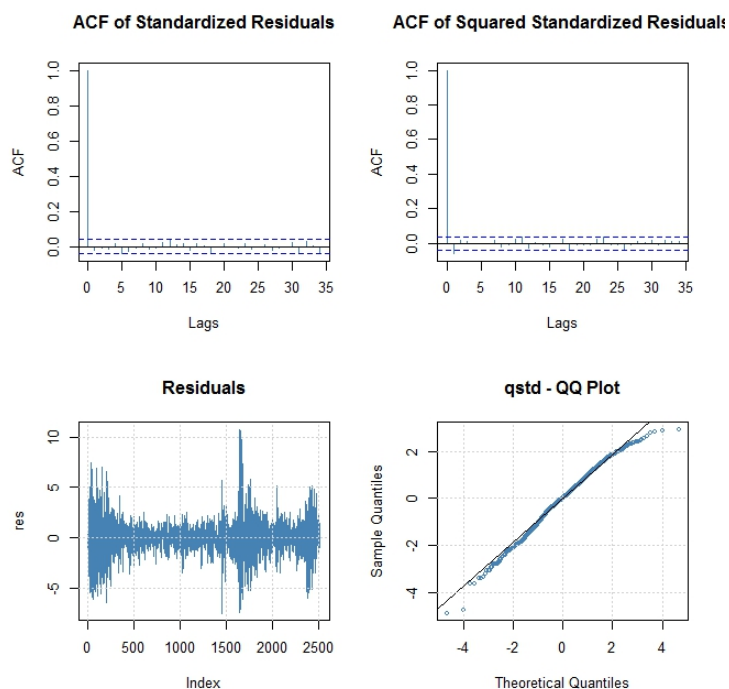 ACF of Standardized Residuals
ACF
0.0 0.2 0.4 0.6 0.8 1.0
0 5 10 15 20 25 30 35
Lags
ACF of Squared Standardized Residuals
ACF
0.0 0.2 0.4 0.6 0.8 1.0
0 5 10 15 20 25 30 35
Lags
Residuals
res
-5 0 5 10
0 500 1000 1500 2000 2500
Index
qstd - QQ Plot
Sample Quantiles
-4 -2 0 2
-4 -2 0 2 4
Theoretical Quantiles